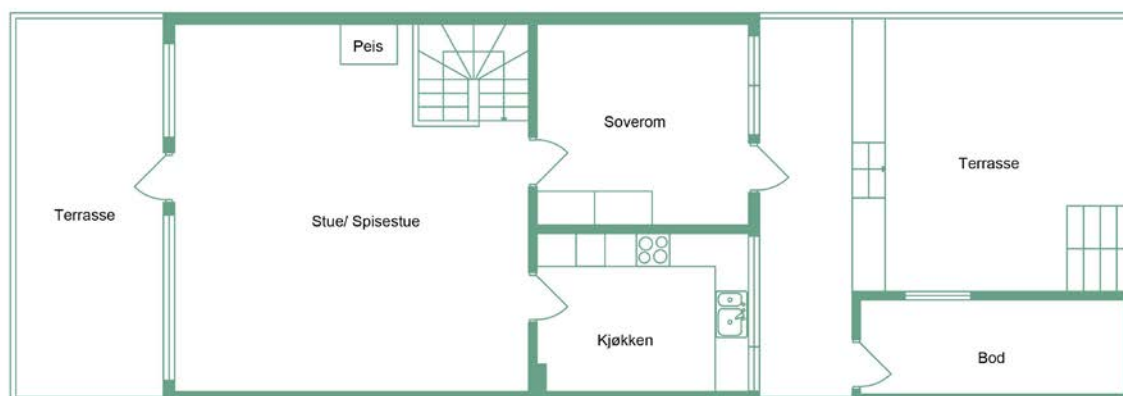 Peis
Soverom
Terrasse
Terrasse
Stue/ Spisestue
Kjøkken
Bod